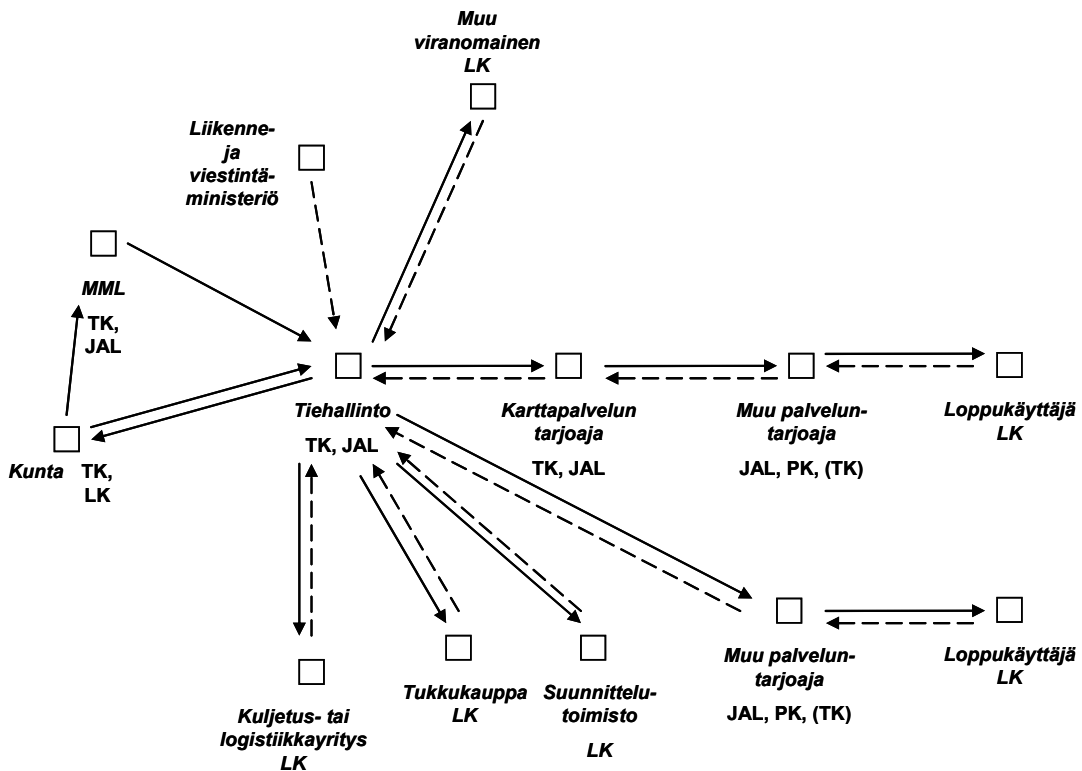 Muu
viranomainen
LK
Liikenne-
ja
viestintä-
ministeriö
MML
TK,
JAL
Kunta TK,
LK
Tiehallinto
TK, JAL
Karttapalvelun
tarjoaja
TK, JAL
Muu palvelun-
tarjoaja
JAL, PK, (TK)
Loppukäyttäjä
LK
Kuljetus- tai
logistiikkayritys
LK
Tukkukauppa
LK
Suunnittelu-
toimisto
LK
Muu palvelun-
tarjoaja
JAL, PK, (TK)
Loppukäyttäjä
LK